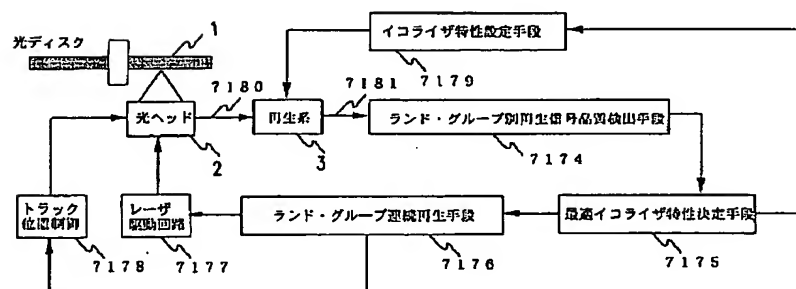 光ディスク
1
イコライザ特性設定手段
7179
7180
7181
光ヘッド
2
再生系
3
ランド・グループ別再生信号品質検出手段
7174
トラック
位置制御
7178
レーザ
駆動回路
7177
ランド・グループ連続再生手段
7176
最適イコライザ特性決定手段
7175